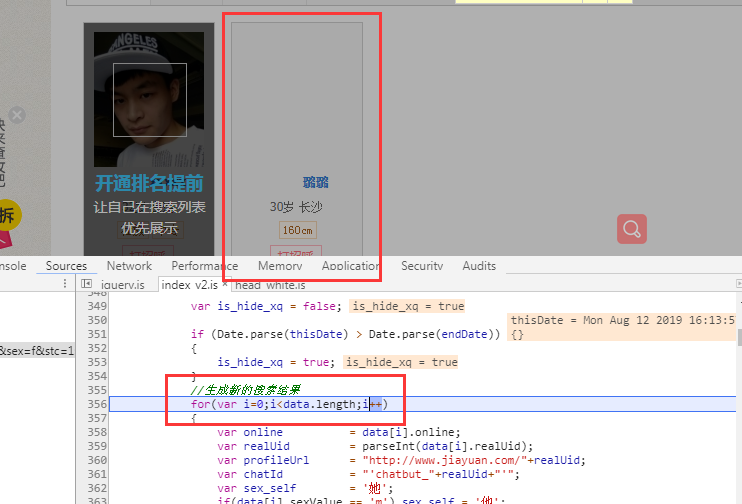 ANGELES
开通排名提前
让自己在搜索列表
优先展示
璐璐
30岁 长沙
160cm
打招呼
打招呼
拆
nsole Sources Network Performance Memory Application Security Audits
jquery.js index_v2.js × head_white.js
348
349 var is_hide_xq = false; is_hide_xq = true
350 thisDate = Mon Aug 12 2019 16:13:5
351 if (Date.parse(thisDate) > Date.parse(endDate)) {}
352 {
353 is_hide_xq = true; is_hide_xq = true
354 }
355 //生成新的搜索结果
356 for(var i=0;i<data.length;i++)
357 {
358 var online = data[i].online;
359 var realUid = parseInt(data[i].realUid);
360 var profileUrl = "http://www.jiayuan.com/"+realUid;
361 var chatId = "'chatbut_"+realUid+"'";
362 var sex_self = '她';
363 if(data[i].sexValue == 'm') sex_self = '他';
&sex=f&stc=1